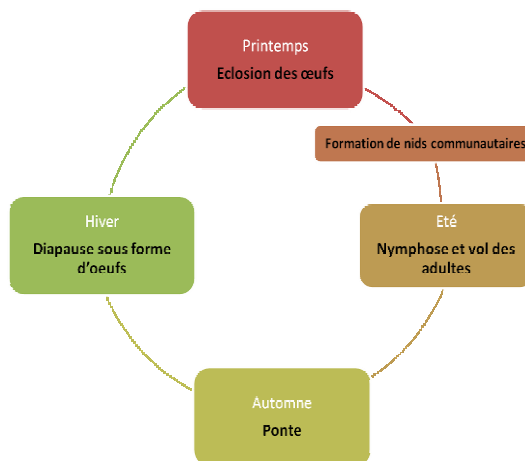 Printemps
Eclosion des œufs
Formation de nids communautaires
Hiver
Diapause sous forme
d'oeufs
Eté
Nymphose et vol des
adultes
Automne
Ponte